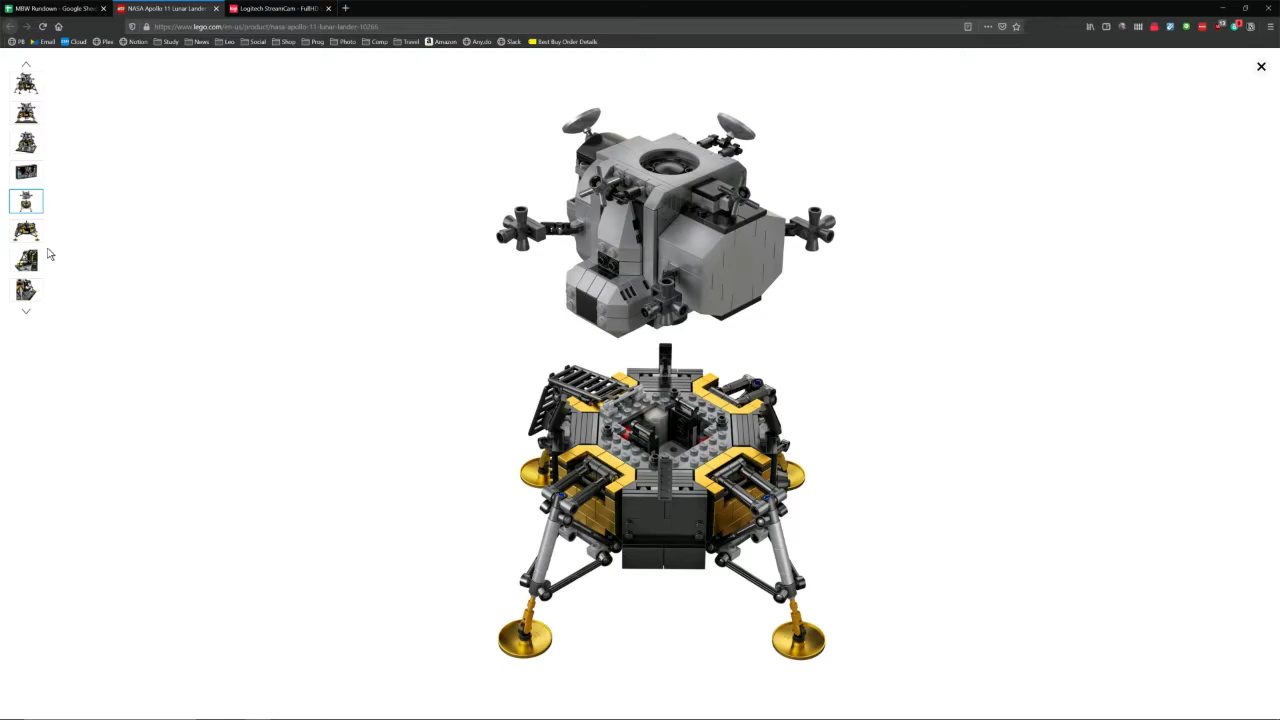 MBW Rundown - Google She
NASA Apollo 11 Lunar Lander
Logitech StreamCam - FullHD
https://www.lego.com/en-us/product/nasa-apollo-11-lunar-lander-10266
PB
Email
Cloud
Plex
Notion
Study
News
Leo
Social
Shop
Prog
Photo
Comp
Travel
Amazon
Any.do
Slack
Best Buy Order Details